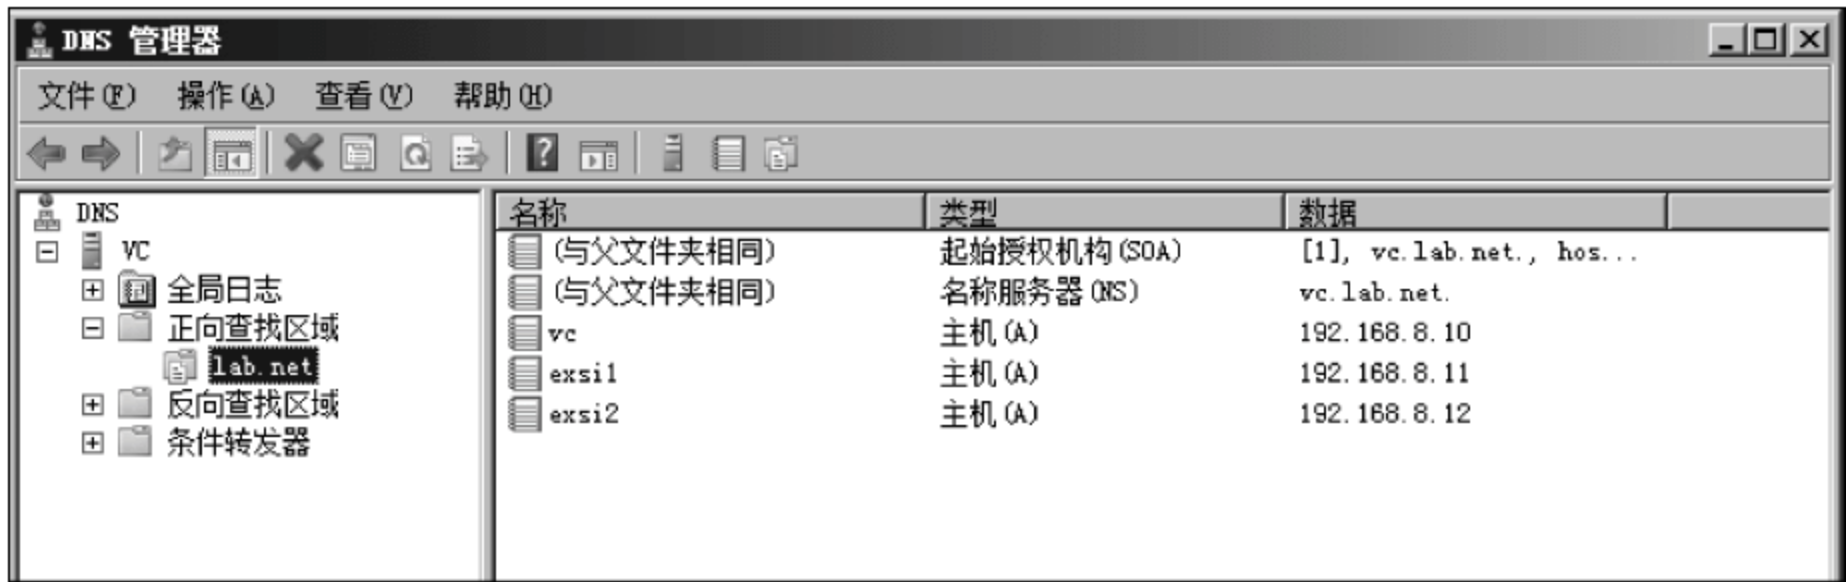 DNS 管理器
文件(F) 操作(A) 查看(V) 帮助(H)
DNS
VC
全局日志
正向查找区域
lab.net
反向查找区域
条件转发器
名称 类型 数据
(与父文件夹相同) 起始授权机构(SOA) [1], vc.lab.net., hos...
(与父文件夹相同) 名称服务器(NS) vc.lab.net.
vc 主机(A) 192.168.8.10
exsi1 主机(A) 192.168.8.11
exsi2 主机(A) 192.168.8.12